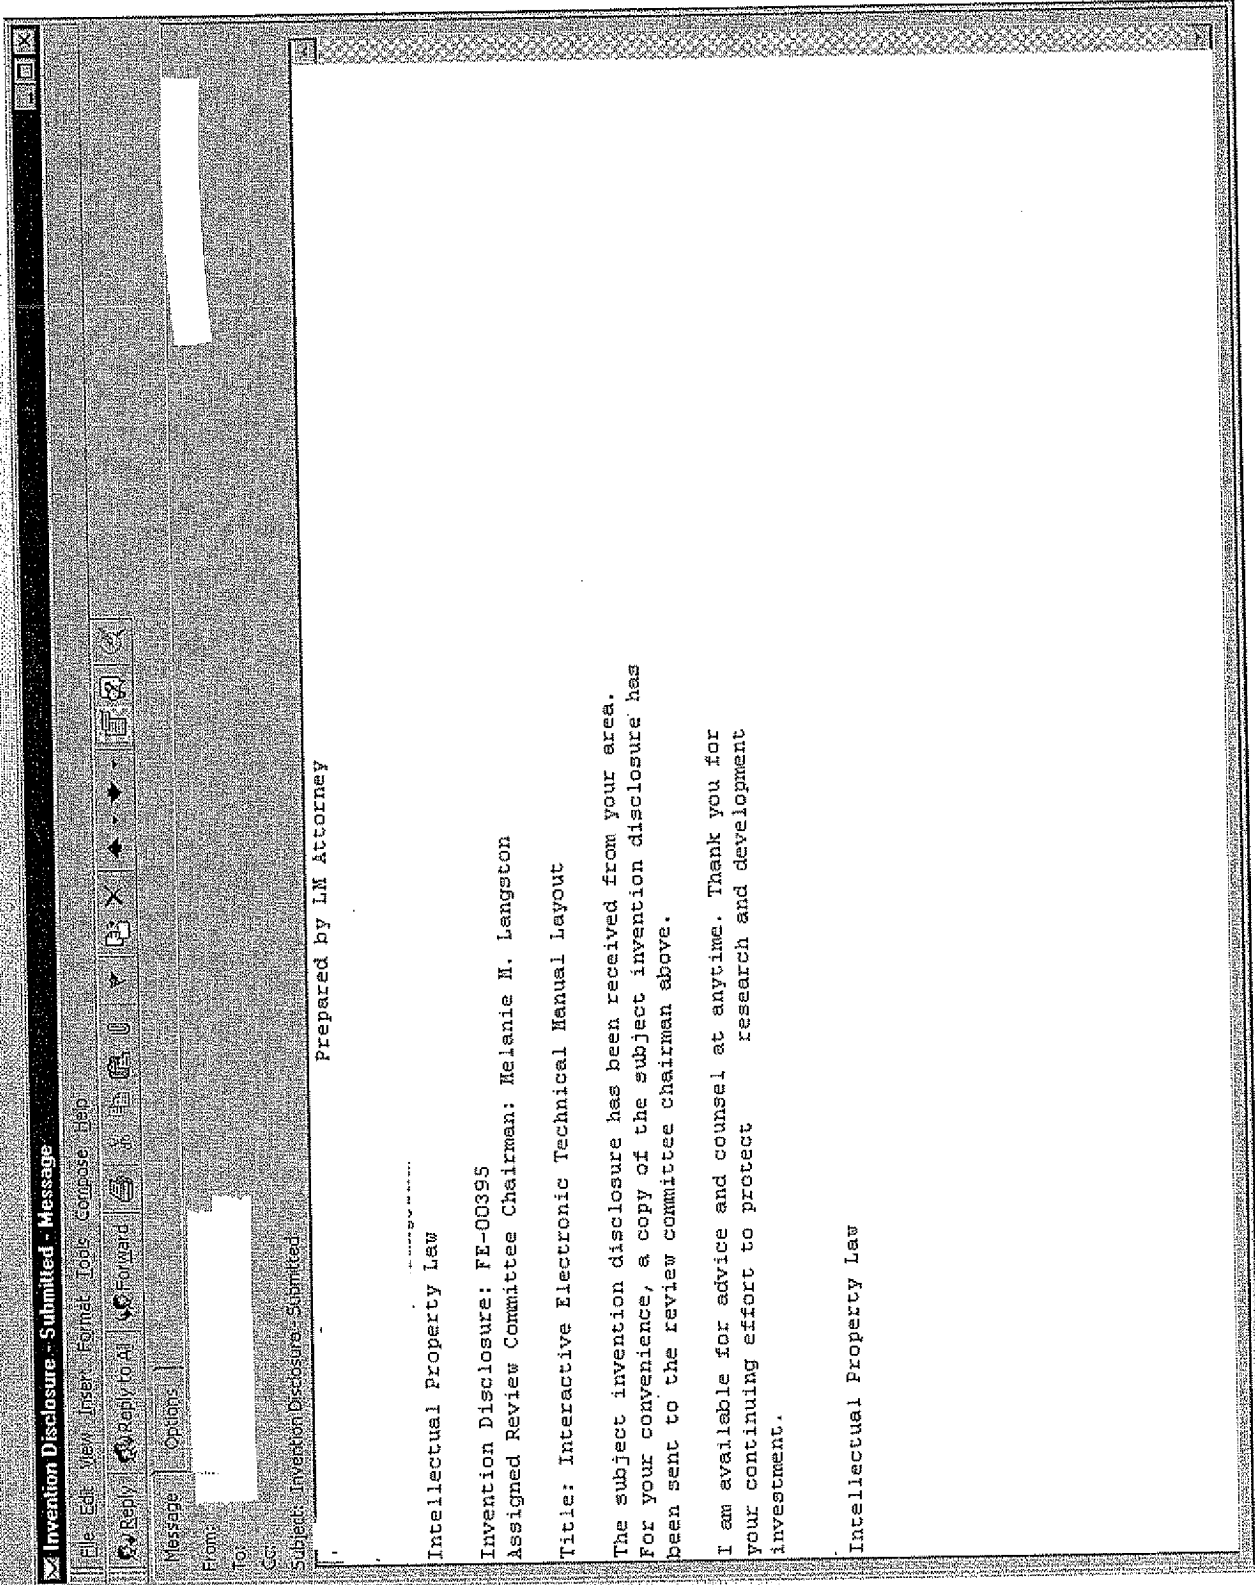 Invention Disclosure - Submitted - Message
File Edit View Insert Format Tools Compose Help
Reply Reply to All Forward
Message Options
From:
To:
Cc:
Subject: Invention Disclosure - Submitted
Prepared by LM Attorney
Intellectual Property Law
Invention Disclosure: FE-00395
Assigned Review Committee Chairman: Melanie M. Langston
Title: Interactive Electronic Technical Manual Layout
The subject invention disclosure has been received from your area.
For your convenience, a copy of the subject invention disclosure has
been sent to the review committee chairman above.
I am available for advice and counsel at anytime. Thank you for
your continuing effort to protect research and development
investment.
Intellectual Property Law